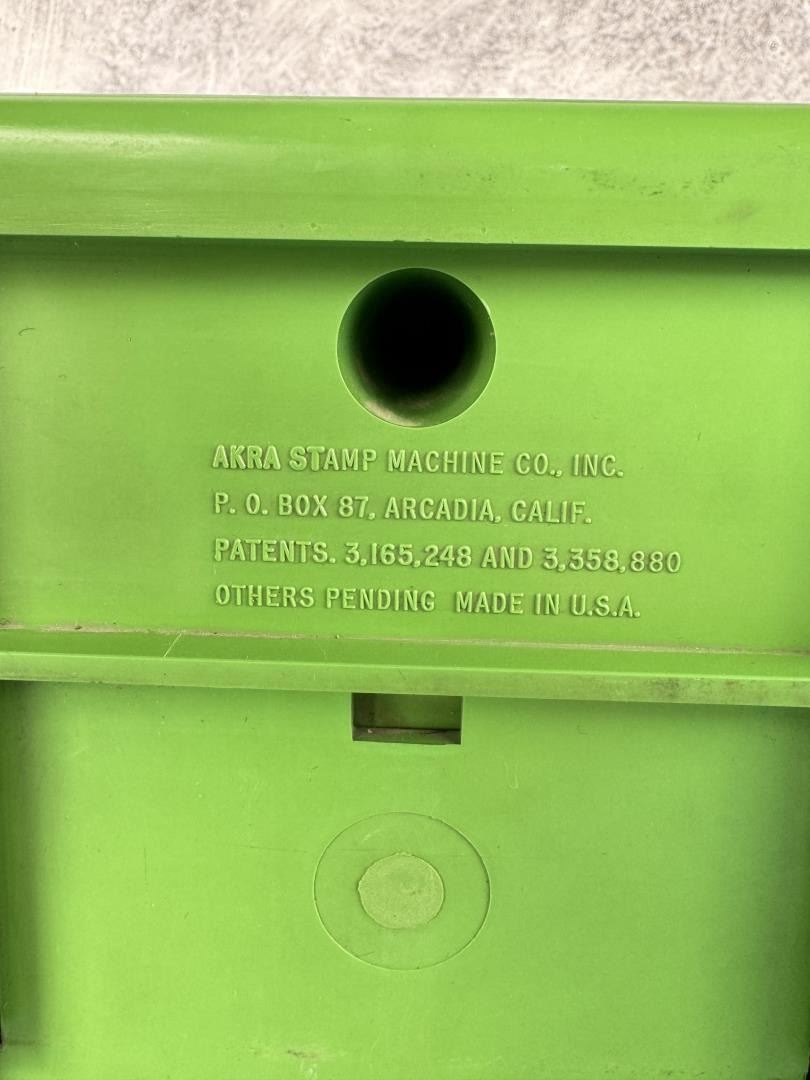 AKRA STAMP MACHINE CO., INC.
P. O. BOX 87, ARCADIA, CALIF.
PATENTS. 3,165,248 AND 3,358,880
OTHERS PENDING MADE IN U.S.A.